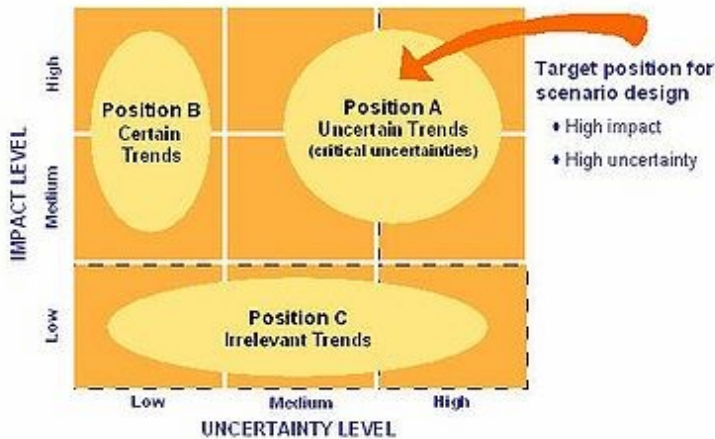 IMPACT LEVEL
High
Medium
Low
Position B
Certain
Trends
Position A
Uncertain Trends
(critical uncertainties)
Target position for
scenario design
♦ High impact
♦ High uncertainty
Position C
Irrelevant Trends
Low
Medium
High
UNCERTAINTY LEVEL